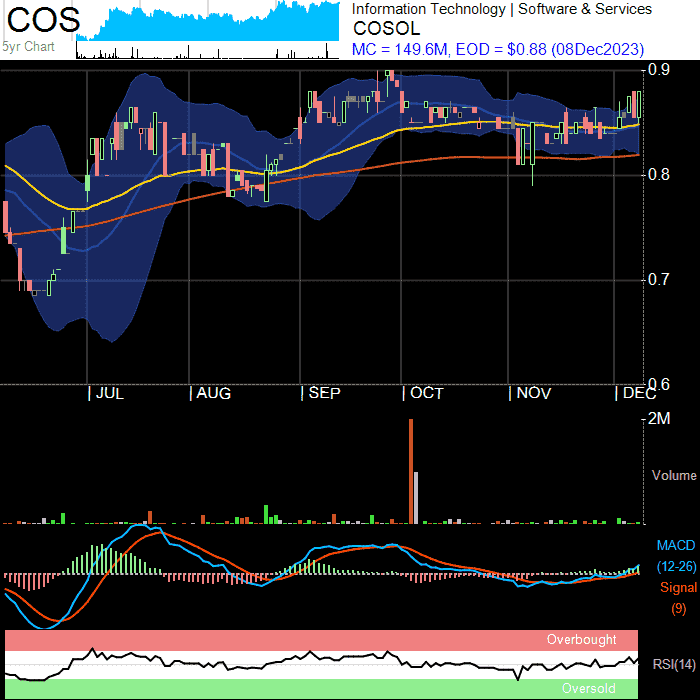 COS
5yr Chart
Information Technology | Software & Services
COSOL
MC = 149.6M, EOD = $0.88 (08Dec2023)
0.9
0.8
0.7
0.6
JUL AUG SEP OCT NOV DEC
2M
Volume
MACD
(12-26)
Signal
(9)
Overbought
RSI(14)
Oversold